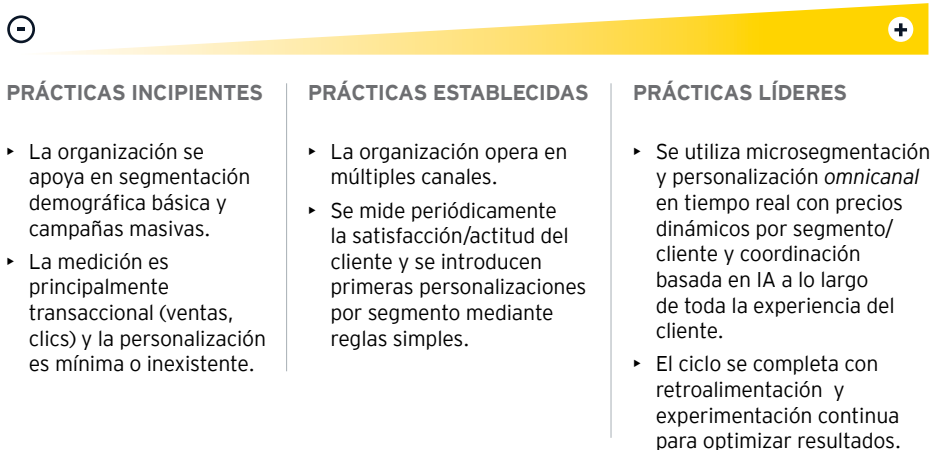 PRÁCTICAS INCIPIENTES
‣ La organización se
apoya en segmentación
demográfica básica y
campañas masivas.
‣ La medición es
principalmente
transaccional (ventas,
clics) y la personalización
es mínima o inexistente.
PRÁCTICAS ESTABLECIDAS
‣ La organización opera en
múltiples canales.
‣ Se mide periódicamente
la satisfacción/actitud del
cliente y se introducen
primeras personalizaciones
por segmento mediante
reglas simples.
PRÁCTICAS LÍDERES
‣ Se utiliza microsegmentación
y personalización omnicanal
en tiempo real con precios
dinámicos por segmento/
cliente y coordinación
basada en IA a lo largo
de toda la experiencia del
cliente.
‣ El ciclo se completa con
retroalimentación y
experimentación continua
para optimizar resultados.